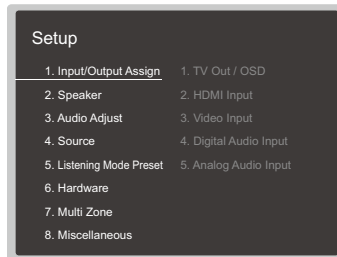 Setup
1. Input/Output Assign 1. TV Out / OSD
2. Speaker 2. HDMI Input
3. Audio Adjust 3. Video Input
4. Source 4. Digital Audio Input
5. Listening Mode Preset 5. Analog Audio Input
6. Hardware
7. Multi Zone
8. Miscellaneous